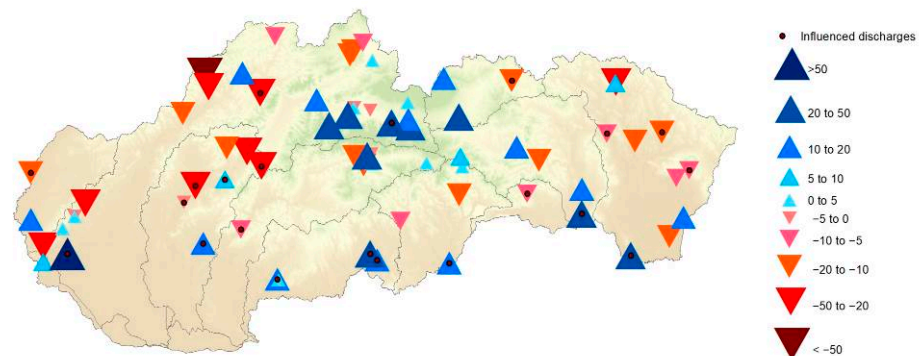 Influenced discharges
>50
20 to 50
10 to 20
5 to 10
0 to 5
−5 to 0
−10 to −5
−20 to −10
−50 to −20
< −50